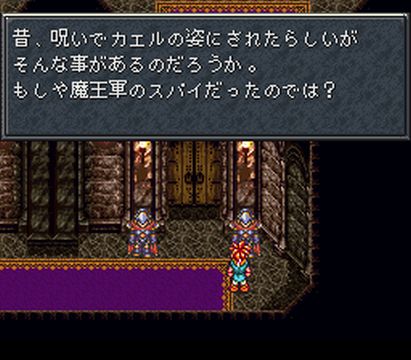 昔、呪いでカエルの姿にされたらしいが
そんな事があるのだろうか。
もしや魔王軍のスパイだったのでは？